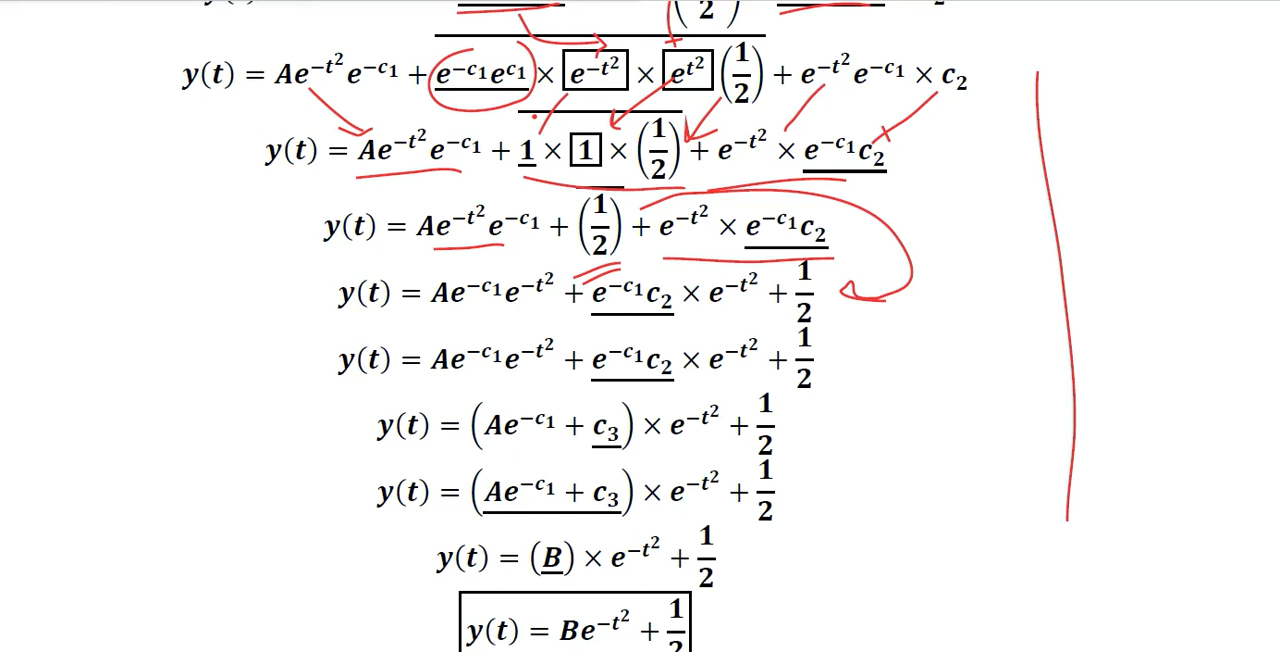 y(t)
2
2
y(t) = Ae^{-t^2}e^{-c_1} + e^{-c_1}e^{c_1} × e^{-t^2} × e^{t^2} (1/2) + e^{-t^2}e^{-c_1} × c_2
y(t) = Ae^{-t^2}e^{-c_1} + 1 × 1 × (1/2) + e^{-t^2} × e^{-c_1}c_2
y(t) = Ae^{-t^2}e^{-c_1} + (1/2) + e^{-t^2} × e^{-c_1}c_2
y(t) = Ae^{-c_1}e^{-t^2} + e^{-c_1}c_2 × e^{-t^2} + 1/2
y(t) = Ae^{-c_1}e^{-t^2} + e^{-c_1}c_2 × e^{-t^2} + 1/2
y(t) = (Ae^{-c_1} + c_3) × e^{-t^2} + 1/2
y(t) = (Ae^{-c_1} + c_3) × e^{-t^2} + 1/2
y(t) = (B) × e^{-t^2} + 1/2
y(t) = Be^{-t^2} + 1/2